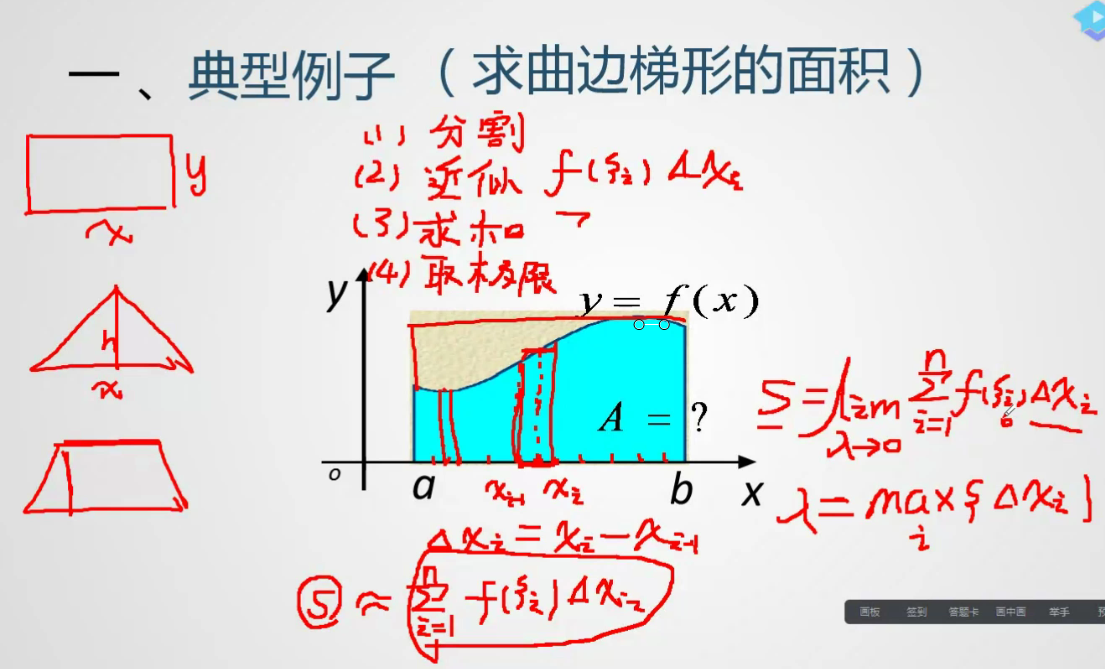 一、典型例子（求曲边梯形的面积）
(1) 分割
(2) 近似 f(ξi) Δxi
(3) 求和
(4) 取极限
y
x
h
x
y
y = f(x)
A = ?
o
a
xi-1
xi
b
x
Δxi = xi - xi-1
S ≈ n∑i=1 f(ξi) Δxi
S = lim λ→0 n∑i=1 f(ξi) Δxi
λ = max i { Δxi }
画板 签到 答题卡 画中画 举手